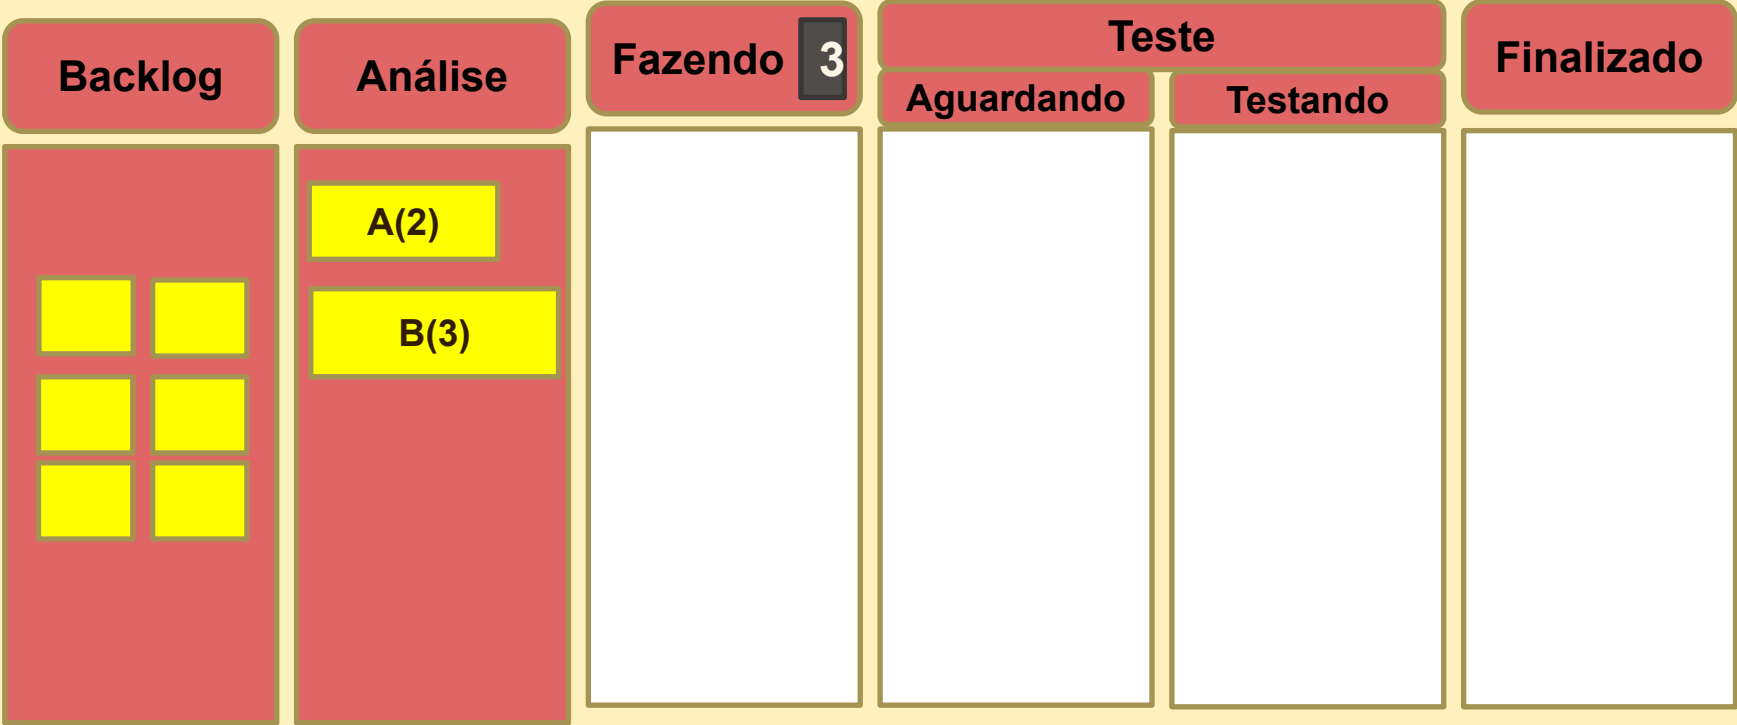 Backlog
Análise
Fazendo
3
Teste
Aguardando
Testando
Finalizado
A(2)
B(3)